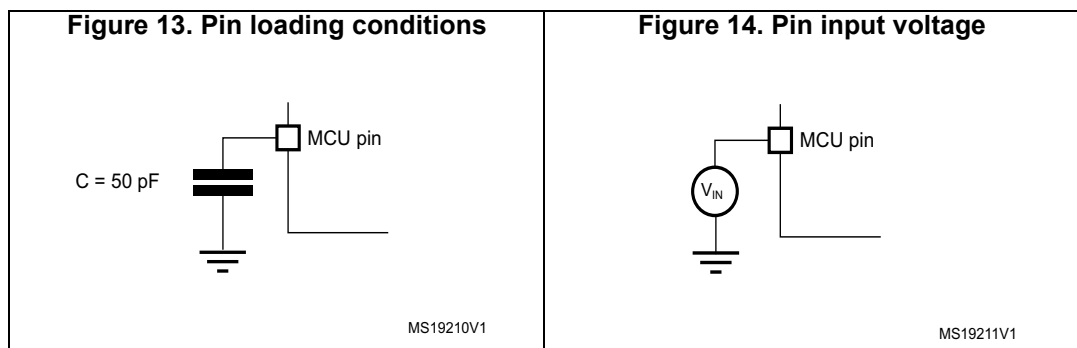 Figure 13. Pin loading conditions
MCU pin
C = 50 pF
MS19210V1
Figure 14. Pin input voltage
MCU pin
VIN
MS19211V1